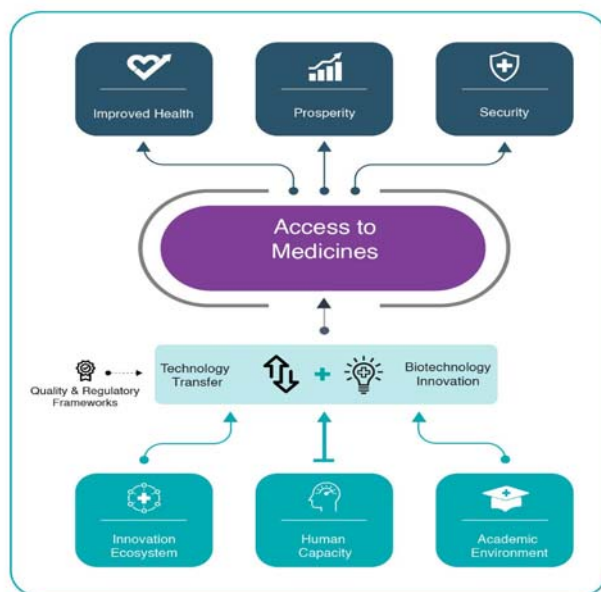 Improved Health
Prosperity
Security
Access to
Medicines
Technology
Transfer
Biotechnology
Innovation
Quality & Regulatory
Frameworks
Innovation
Ecosystem
Human
Capacity
Academic
Environment